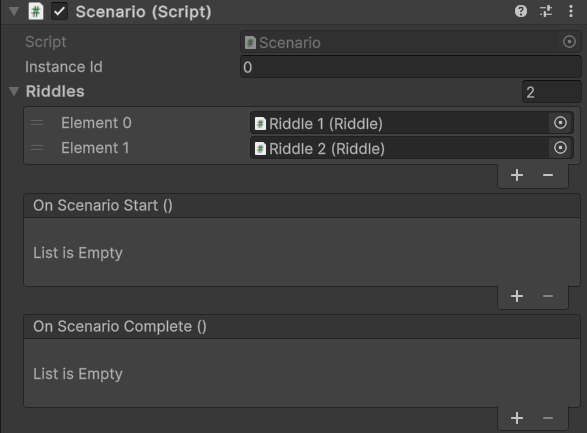 Scenario (Script)
Script Scenario
Instance Id 0
Riddles 2
Element 0 Riddle 1 (Riddle)
Element 1 Riddle 2 (Riddle)
+ −
On Scenario Start ()
List is Empty
+ −
On Scenario Complete ()
List is Empty
+ −